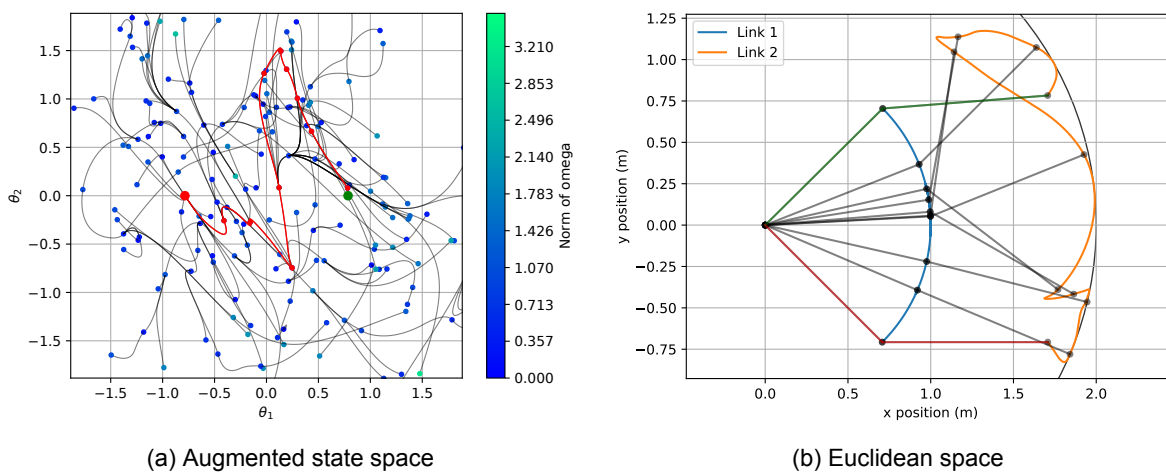 1.5
1.0
0.5
0.0
−0.5
−1.0
−1.5
θ2
−1.5 −1.0 −0.5 0.0 0.5 1.0 1.5
θ1
3.210
2.853
2.496
2.140
1.783
1.426
1.070
0.713
0.357
0.000
Norm of omega
(a) Augmented state space
Link 1
Link 2
1.25
1.00
0.75
0.50
0.25
0.00
−0.25
−0.50
−0.75
y position (m)
0.0 0.5 1.0 1.5 2.0
x position (m)
(b) Euclidean space